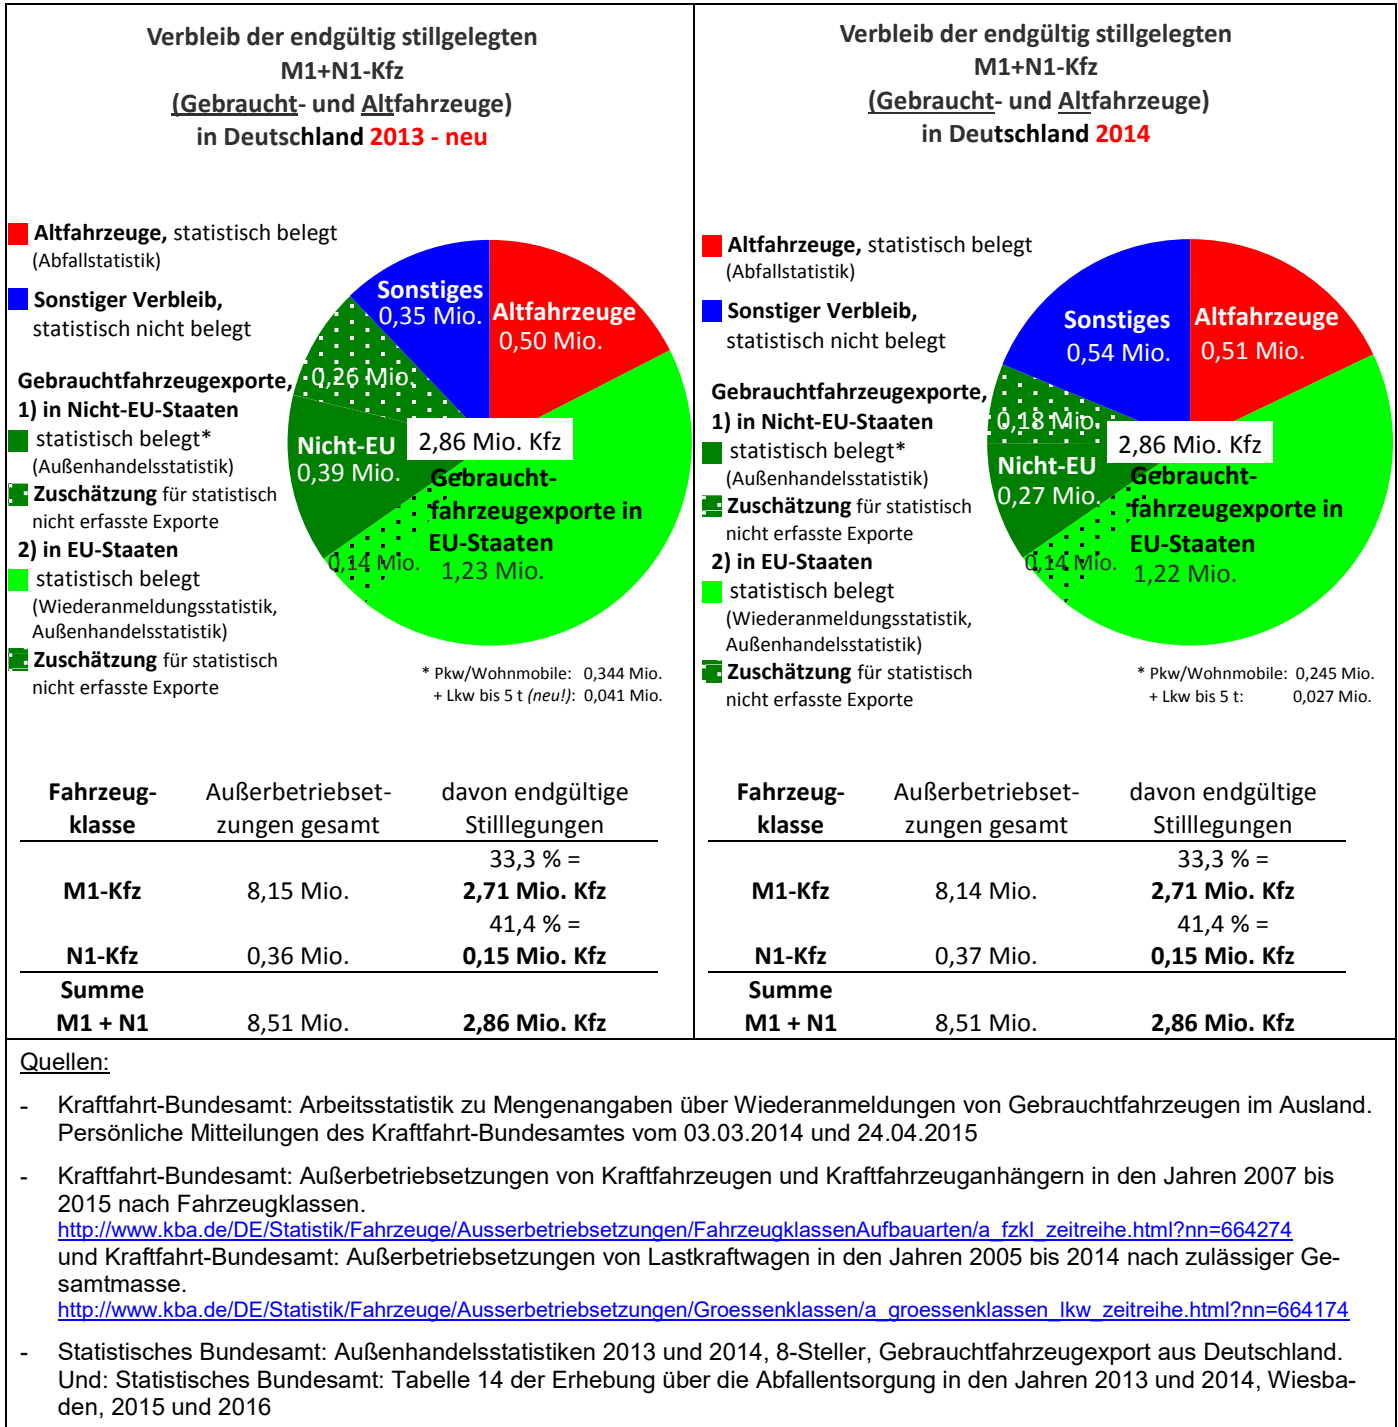 Verbleib der endgültig stillgelegten
M1+N1-Kfz
(Gebraucht- und Altfahrzeuge)
in Deutschland 2013 - neu
Altfahrzeuge, statistisch belegt
(Abfallstatistik)
Sonstiger Verbleib,
statistisch nicht belegt
Gebrauchtfahrzeugexporte,
1) in Nicht-EU-Staaten
statistisch belegt*
(Außenhandelsstatistik)
Zuschätzung für statistisch
nicht erfasste Exporte
2) in EU-Staaten
statistisch belegt
(Wiederanmeldungsstatistik,
Außenhandelsstatistik)
Zuschätzung für statistisch
nicht erfasste Exporte
Sonstiges
0,35 Mio.
Altfahrzeuge
0,50 Mio.
0,26 Mio.
Nicht-EU
0,39 Mio.
2,86 Mio. Kfz
Gebraucht-
fahrzeugexporte in
EU-Staaten
1,23 Mio.
0,14 Mio.
* Pkw/Wohnmobile: 0,344 Mio.
+ Lkw bis 5 t (neu!): 0,041 Mio.
Fahrzeug- Außerbetriebset- davon endgültige
klasse zungen gesamt Stilllegungen
33,3 % =
M1-Kfz 8,15 Mio. 2,71 Mio. Kfz
41,4 % =
N1-Kfz 0,36 Mio. 0,15 Mio. Kfz
Summe
M1 + N1 8,51 Mio. 2,86 Mio. Kfz
Verbleib der endgültig stillgelegten
M1+N1-Kfz
(Gebraucht- und Altfahrzeuge)
in Deutschland 2014
Altfahrzeuge, statistisch belegt
(Abfallstatistik)
Sonstiger Verbleib,
statistisch nicht belegt
Gebrauchtfahrzeugexporte,
1) in Nicht-EU-Staaten
statistisch belegt*
(Außenhandelsstatistik)
Zuschätzung für statistisch
nicht erfasste Exporte
2) in EU-Staaten
statistisch belegt
(Wiederanmeldungsstatistik,
Außenhandelsstatistik)
Zuschätzung für statistisch
nicht erfasste Exporte
Sonstiges
0,54 Mio.
Altfahrzeuge
0,51 Mio.
0,18 Mio.
Nicht-EU
0,27 Mio.
2,86 Mio. Kfz
Gebraucht-
fahrzeugexporte in
EU-Staaten
1,22 Mio.
0,14 Mio.
* Pkw/Wohnmobile: 0,245 Mio.
+ Lkw bis 5 t: 0,027 Mio.
Fahrzeug- Außerbetriebset- davon endgültige
klasse zungen gesamt Stilllegungen
33,3 % =
M1-Kfz 8,14 Mio. 2,71 Mio. Kfz
41,4 % =
N1-Kfz 0,37 Mio. 0,15 Mio. Kfz
Summe
M1 + N1 8,51 Mio. 2,86 Mio. Kfz
Quellen:
- Kraftfahrt-Bundesamt: Arbeitsstatistik zu Mengenangaben über Wiederanmeldungen von Gebrauchtfahrzeugen im Ausland.
Persönliche Mitteilungen des Kraftfahrt-Bundesamtes vom 03.03.2014 und 24.04.2015
- Kraftfahrt-Bundesamt: Außerbetriebsetzungen von Kraftfahrzeugen und Kraftfahrzeuganhängern in den Jahren 2007 bis
2015 nach Fahrzeugklassen.
http://www.kba.de/DE/Statistik/Fahrzeuge/Ausserbetriebsetzungen/FahrzeugklassenAufbauarten/a_fzkl_zeitreihe.html?nn=664274
und Kraftfahrt-Bundesamt: Außerbetriebsetzungen von Lastkraftwagen in den Jahren 2005 bis 2014 nach zulässiger Ge-
samtmasse.
http://www.kba.de/DE/Statistik/Fahrzeuge/Ausserbetriebsetzungen/Groessenklassen/a_groessenklassen_lkw_zeitreihe.html?nn=664174
- Statistisches Bundesamt: Außenhandelsstatistiken 2013 und 2014, 8-Steller, Gebrauchtfahrzeugexport aus Deutschland.
Und: Statistisches Bundesamt: Tabelle 14 der Erhebung über die Abfallentsorgung in den Jahren 2013 und 2014, Wiesba-
den, 2015 und 2016